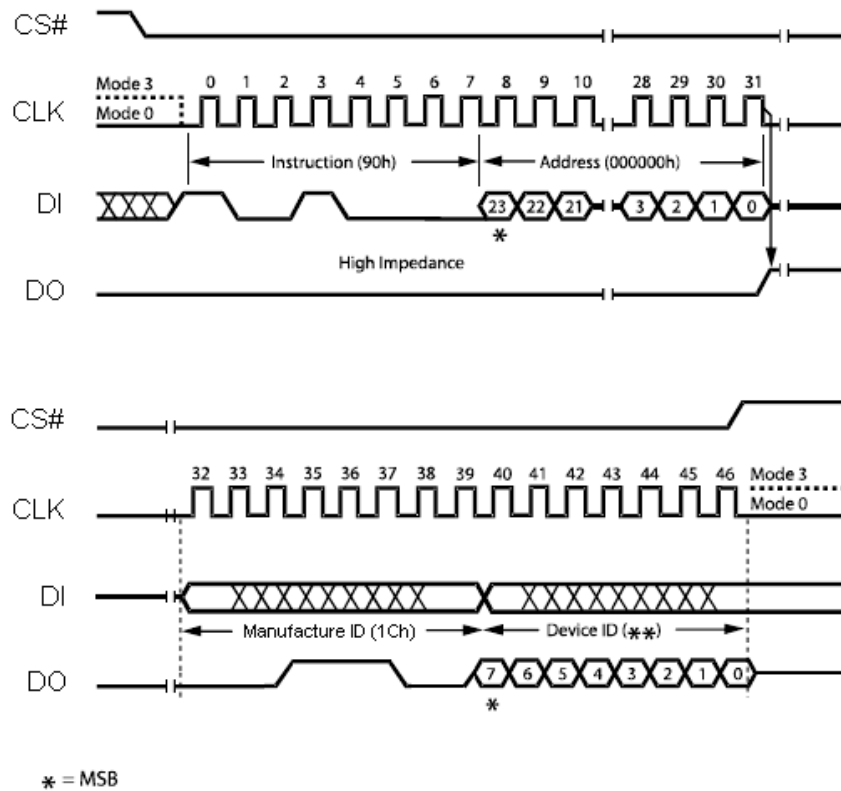 CS#
Mode 3
0 1 2 3 4 5 6 7 8 9 10 28 29 30 31
CLK
Mode 0
Instruction (90h) Address (000000h)
DI 23 22 21 3 2 1 0
*
High Impedance
DO
CS#
32 33 34 35 36 37 38 39 40 41 42 43 44 45 46 Mode 3
CLK Mode 0
DI
Manufacture ID (1Ch) Device ID (**)
DO 7 6 5 4 3 2 1 0
*
* = MSB